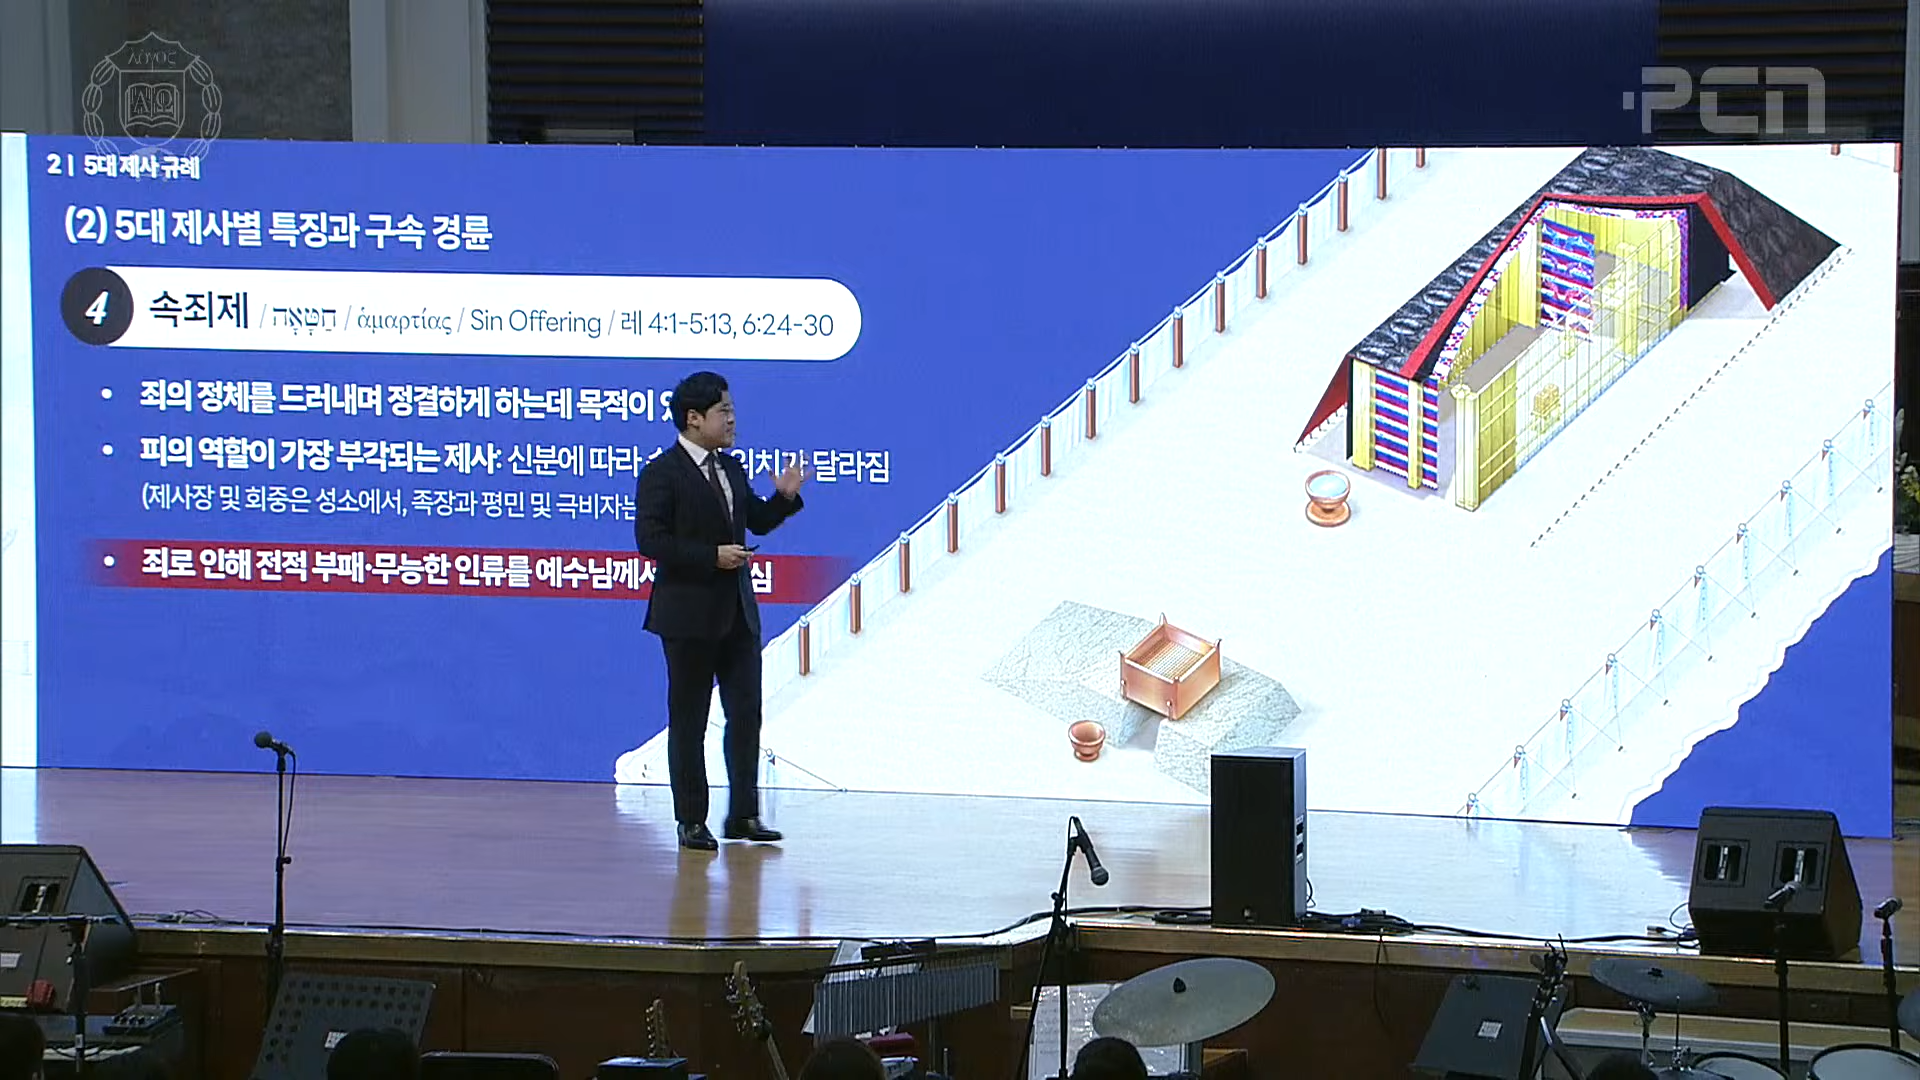 λόγος
ΑΩ
PCN
2 | 5대 제사 규례
(2) 5대 제사별 특징과 구속 경륜
4 속죄제 / חַטָּאָה / ἁμαρτίας / Sin Offering / 레 4:1-5:13, 6:24-30
• 죄의 정체를 드러내며 정결하게 하는데 목적이
• 피의 역할이 가장 부각되는 제사: 신분에 따라 위치가 달라짐
(제사장 및 회중은 성소에서, 족장과 평민 및 극비자는
• 죄로 인해 전적 부패·무능한 인류를 예수님께서 심